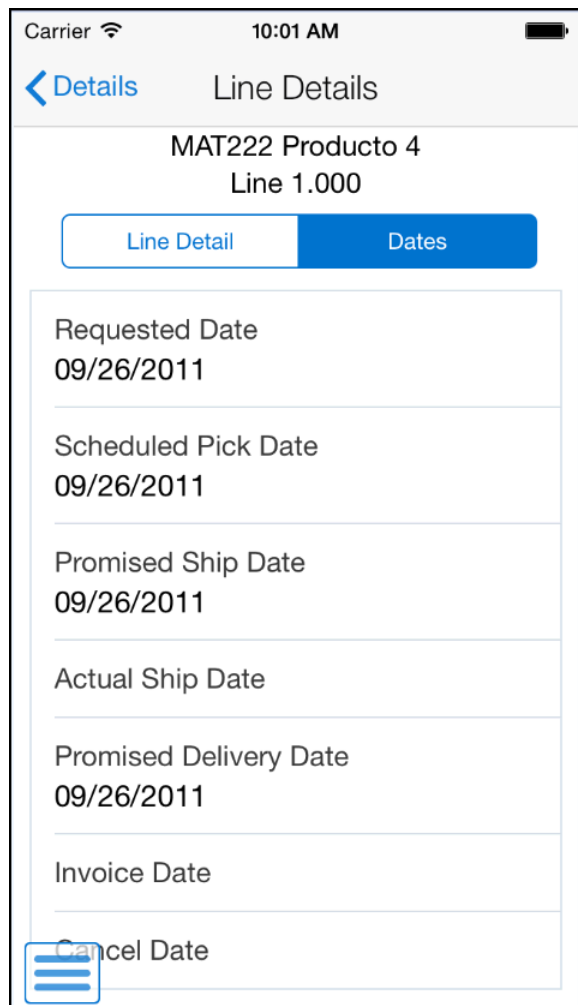 Carrier 10:01 AM
Details Line Details
MAT222 Producto 4
Line 1.000
Line Detail Dates
Requested Date
09/26/2011
Scheduled Pick Date
09/26/2011
Promised Ship Date
09/26/2011
Actual Ship Date
Promised Delivery Date
09/26/2011
Invoice Date
Cancel Date